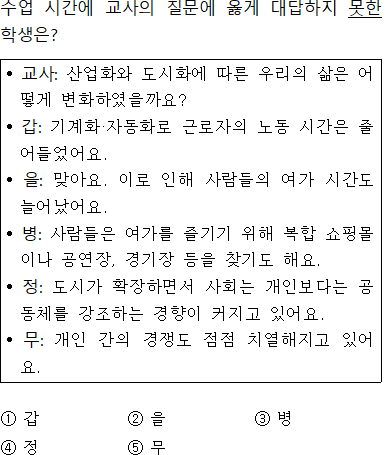 수업 시간에 교사의 질문에 옳게 대답하지 못한
학생은?
• 교사: 산업화와 도시화에 따른 우리의 삶은 어
떻게 변화하였을까요?
• 갑: 기계화·자동화로 근로자의 노동 시간은 줄
어들었어요.
• 을: 맞아요. 이로 인해 사람들의 여가 시간도
늘어났어요.
• 병: 사람들은 여가를 즐기기 위해 복합 쇼핑몰
이나 공연장, 경기장 등을 찾기도 해요.
• 정: 도시가 확장하면서 사회는 개인보다는 공
동체를 강조하는 경향이 커지고 있어요.
• 무: 개인 간의 경쟁도 점점 치열해지고 있어
요.
① 갑 ② 을 ③ 병
④ 정 ⑤ 무